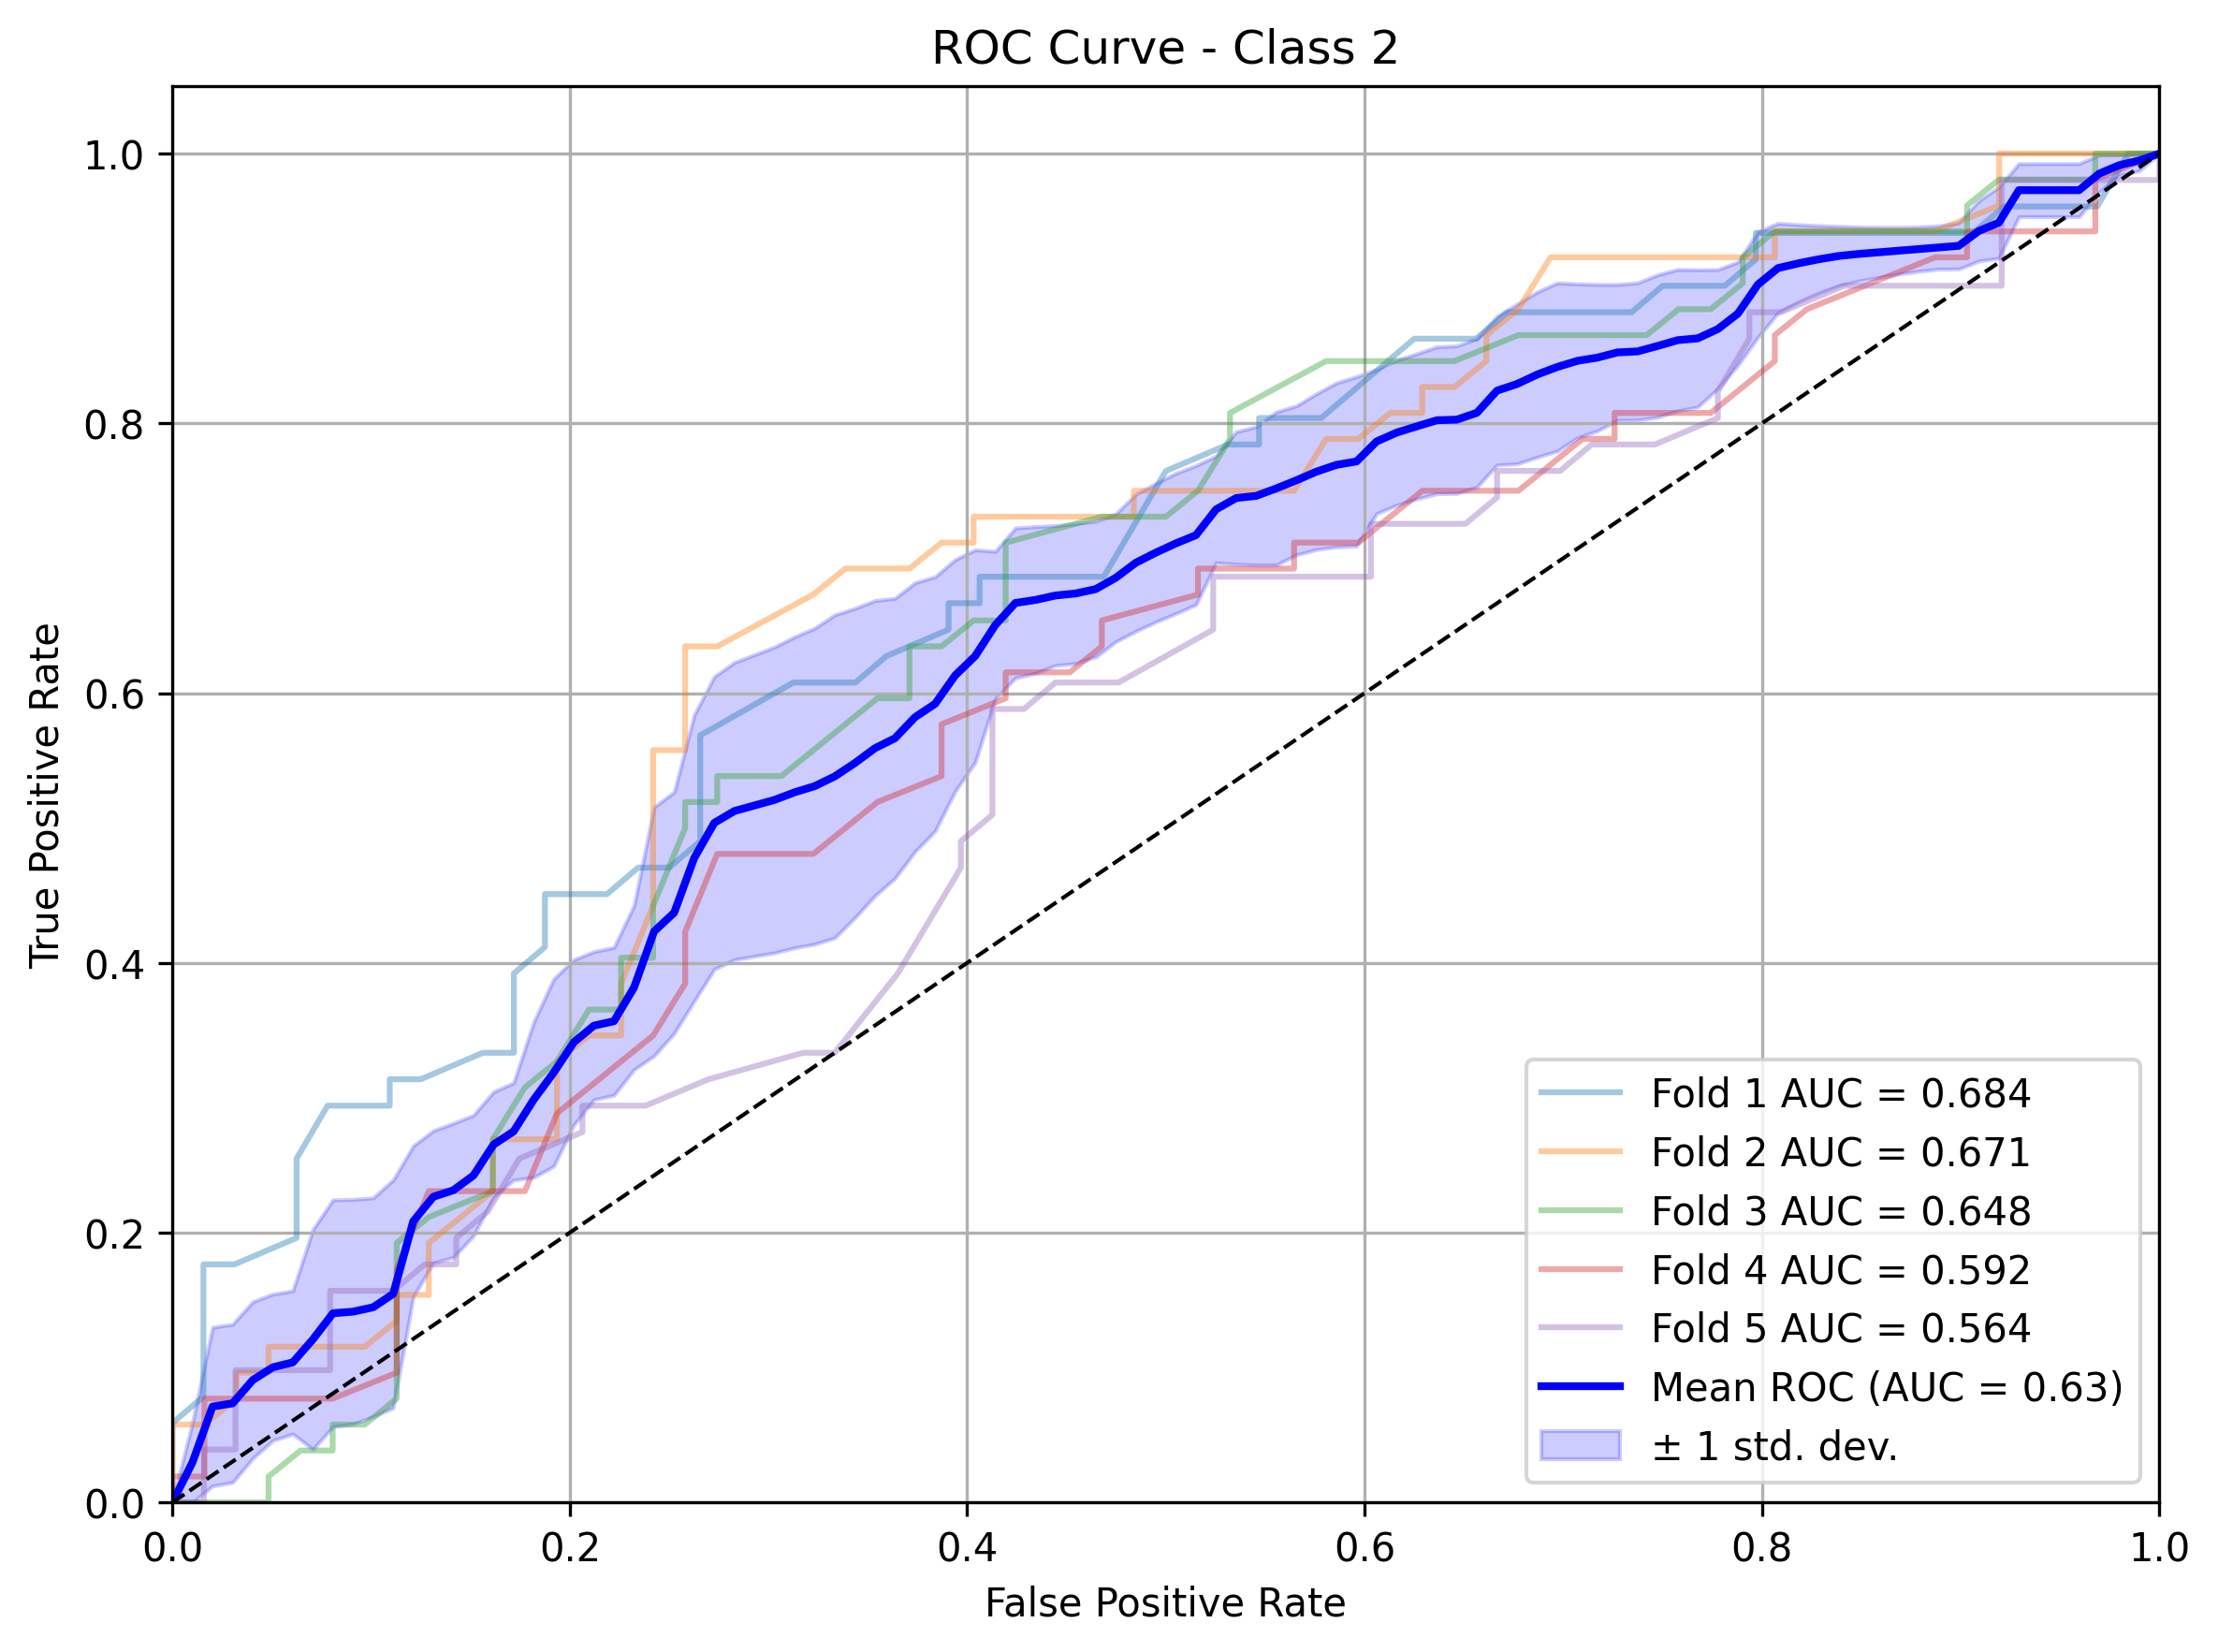 ROC Curve - Class 2
True Positive Rate
1.0
0.8
0.6
0.4
0.2
0.0
0.0 0.2 0.4 0.6 0.8 1.0
False Positive Rate
Fold 1 AUC = 0.684
Fold 2 AUC = 0.671
Fold 3 AUC = 0.648
Fold 4 AUC = 0.592
Fold 5 AUC = 0.564
Mean ROC (AUC = 0.63)
± 1 std. dev.